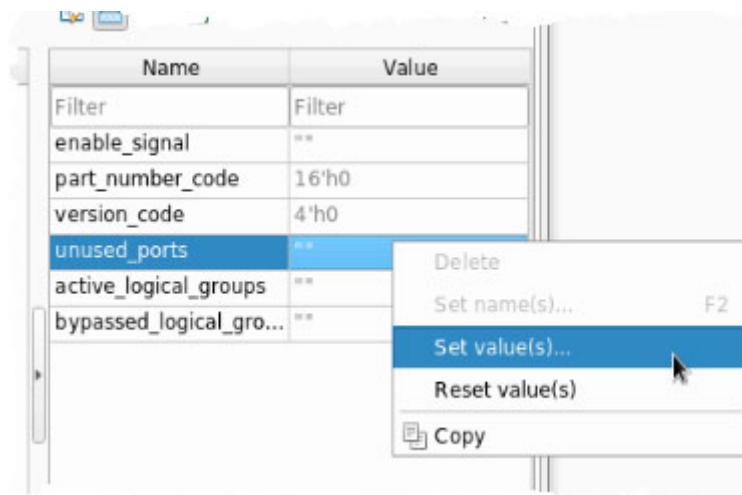 Name Value
Filter Filter
enable_signal ""
part_number_code 16'h0
version_code 4'h0
unused_ports ""
active_logical_groups ""
bypassed_logical_gro... ""
Delete
Set name(s)... F2
Set value(s)...
Reset value(s)
Copy